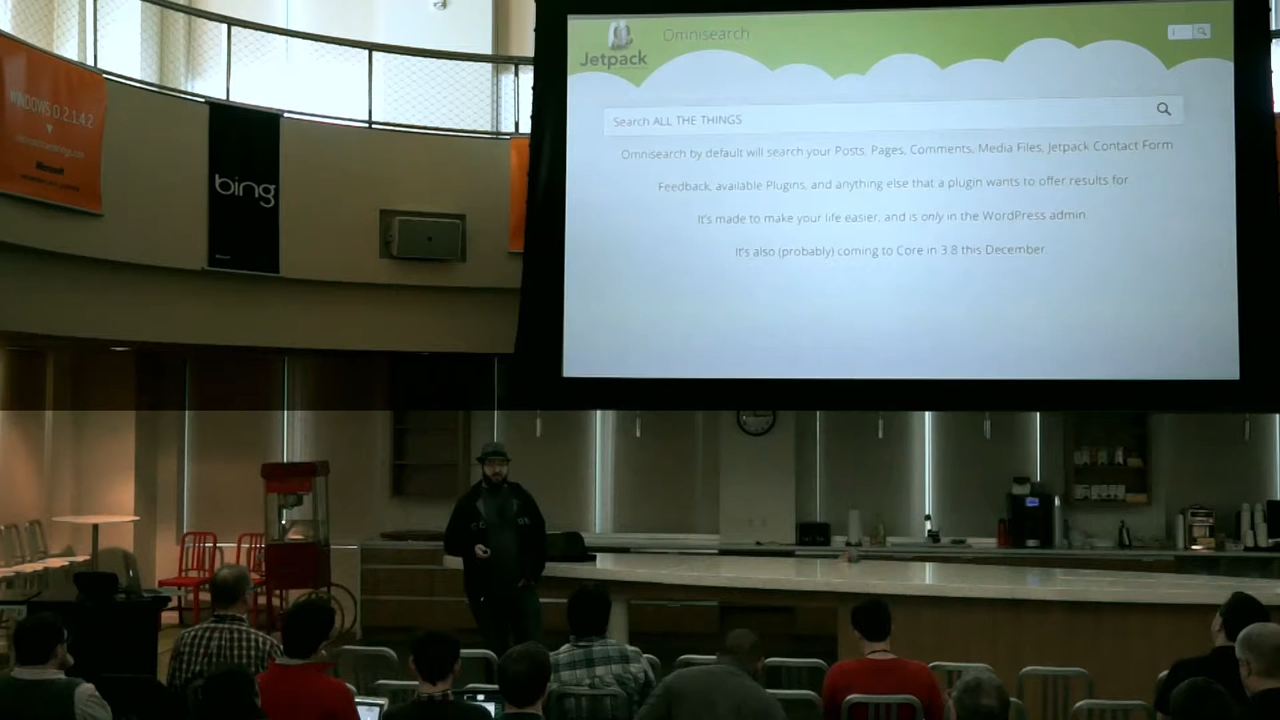 WINDOWS 0.2.1.4.2
Microsoft
bing
Jetpack
Omnisearch
Search ALL THE THINGS
Omnisearch by default will search your Posts, Pages, Comments, Media Files, Jetpack Contact Form
Feedback, available Plugins, and anything else that a plugin wants to offer results for.
It's made to make your life easier, and is only in the WordPress admin.
It's also (probably) coming to Core in 3.8 this December.